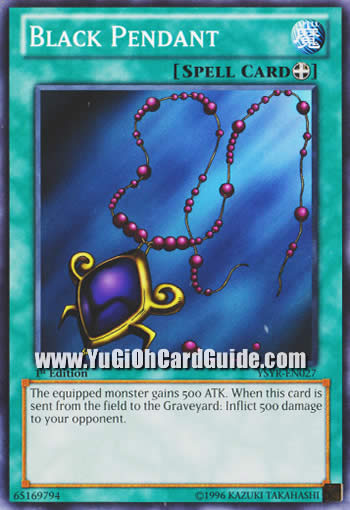 BLACK PENDANT
魔
[SPELL CARD]
www.YuGiOhCardGuide.com
1st Edition
YSYR-EN027
The equipped monster gains 500 ATK. When this card is
sent from the field to the Graveyard: Inflict 500 damage
to your opponent.
65169794
©1996 KAZUKI TAKAHASHI